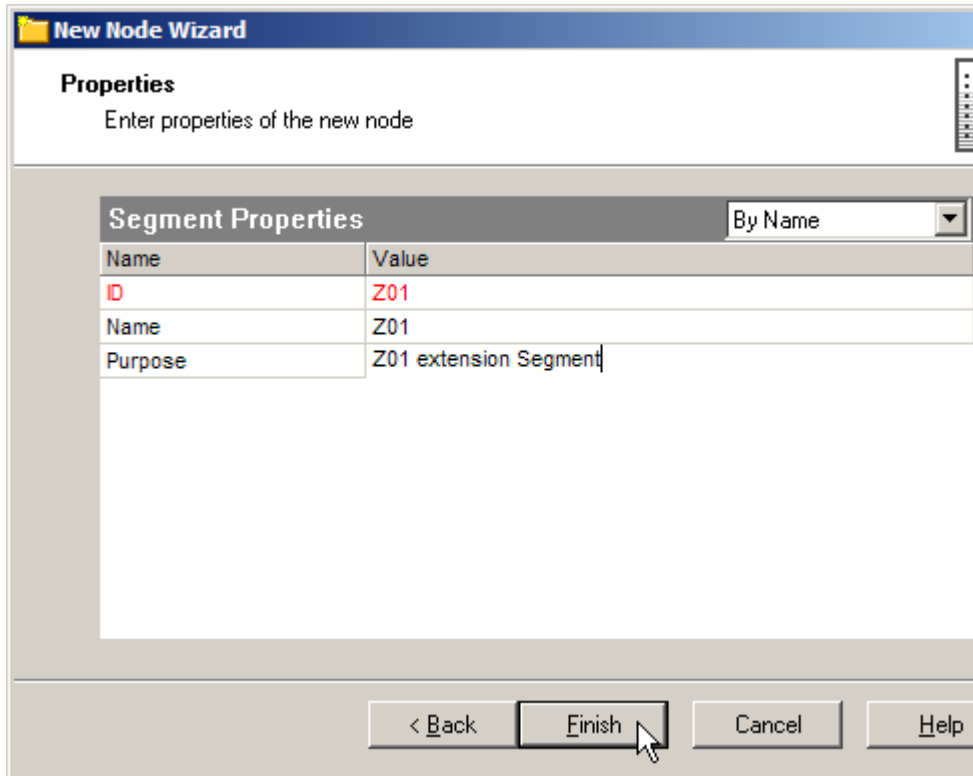 New Node Wizard
Properties
Enter properties of the new node
Segment Properties By Name
Name Value
ID Z01
Name Z01
Purpose Z01 extension Segment
< Back Finish Cancel Help